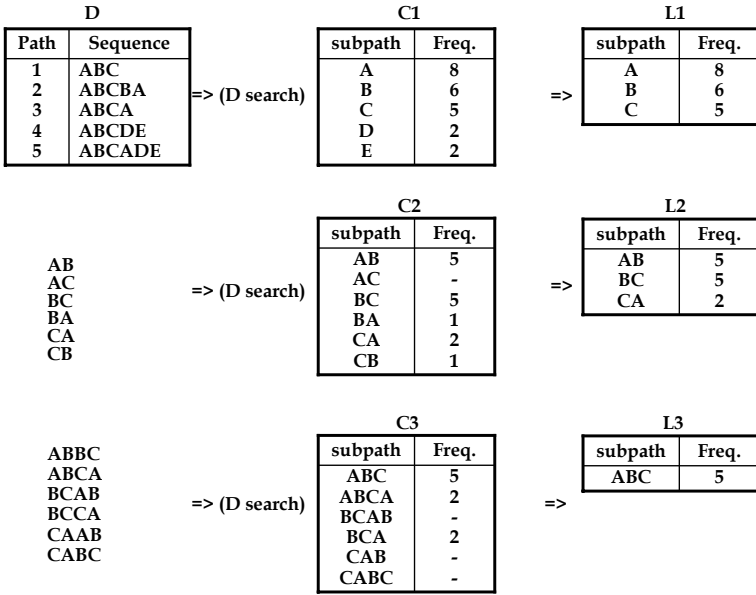 D C1 L1
Path Sequence subpath Freq. subpath Freq.
1 ABC A 8 A 8
2 ABCBA => (D search) B 6 => B 6
3 ABCA C 5 C 5
4 ABCDE D 2
5 ABCADE E 2
C2 L2
subpath Freq. subpath Freq.
AB AB 5 AB 5
AC AC - BC 5
BC => (D search) BC 5 => CA 2
BA BA 1
CA CA 2
CB CB 1
C3 L3
ABBC subpath Freq. subpath Freq.
ABCA ABC 5 ABC 5
BCAB ABCA 2
BCCA => (D search) BCAB - =>
CAAB BCA 2
CABC CAB -
CABC -